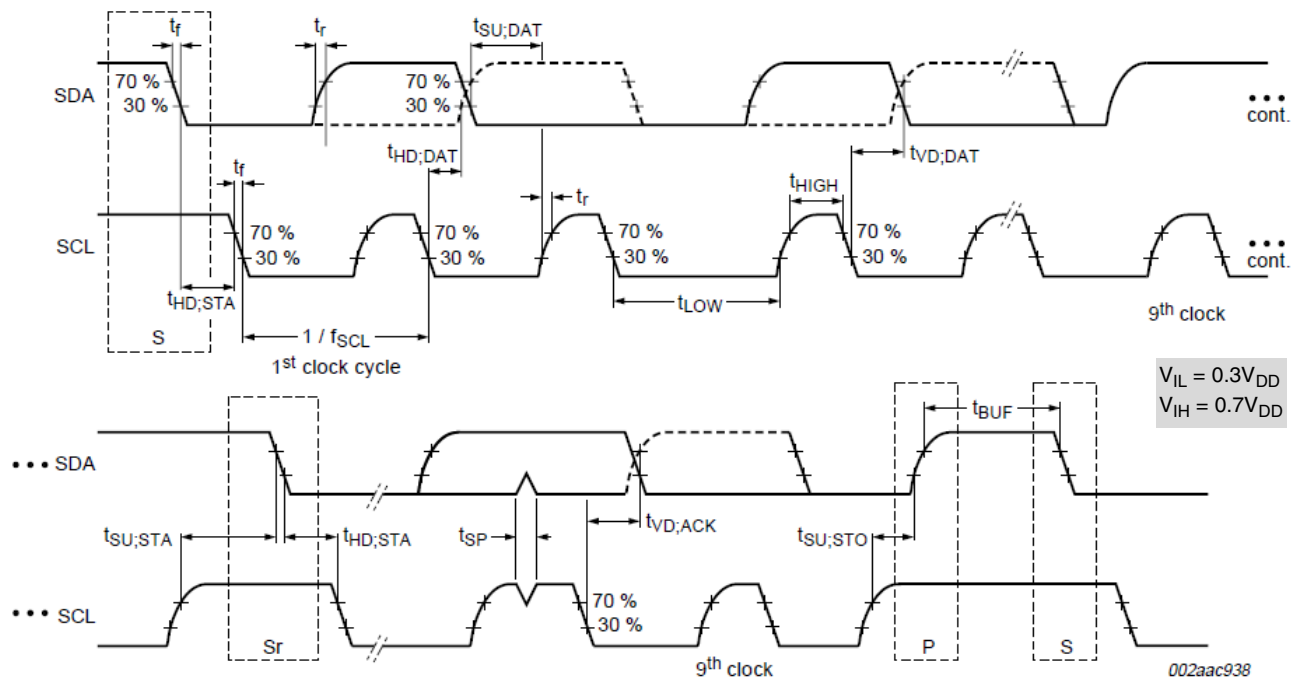 tf
tr
tSU;DAT
70 %
30 %
SDA
70 %
30 %
cont.
tHD;DAT
tVD;DAT
tf
tr
tHIGH
SCL
70 %
30 %
70 %
30 %
70 %
30 %
cont.
tHD;STA
tLOW
9th clock
S
1 / fSCL
1st clock cycle
VIL = 0.3VDD
VIH = 0.7VDD
tBUF
SDA
tSU;STA
tHD;STA
tSP
tVD;ACK
tSU;STO
SCL
70 %
30 %
Sr
9th clock
P
S
002aac938